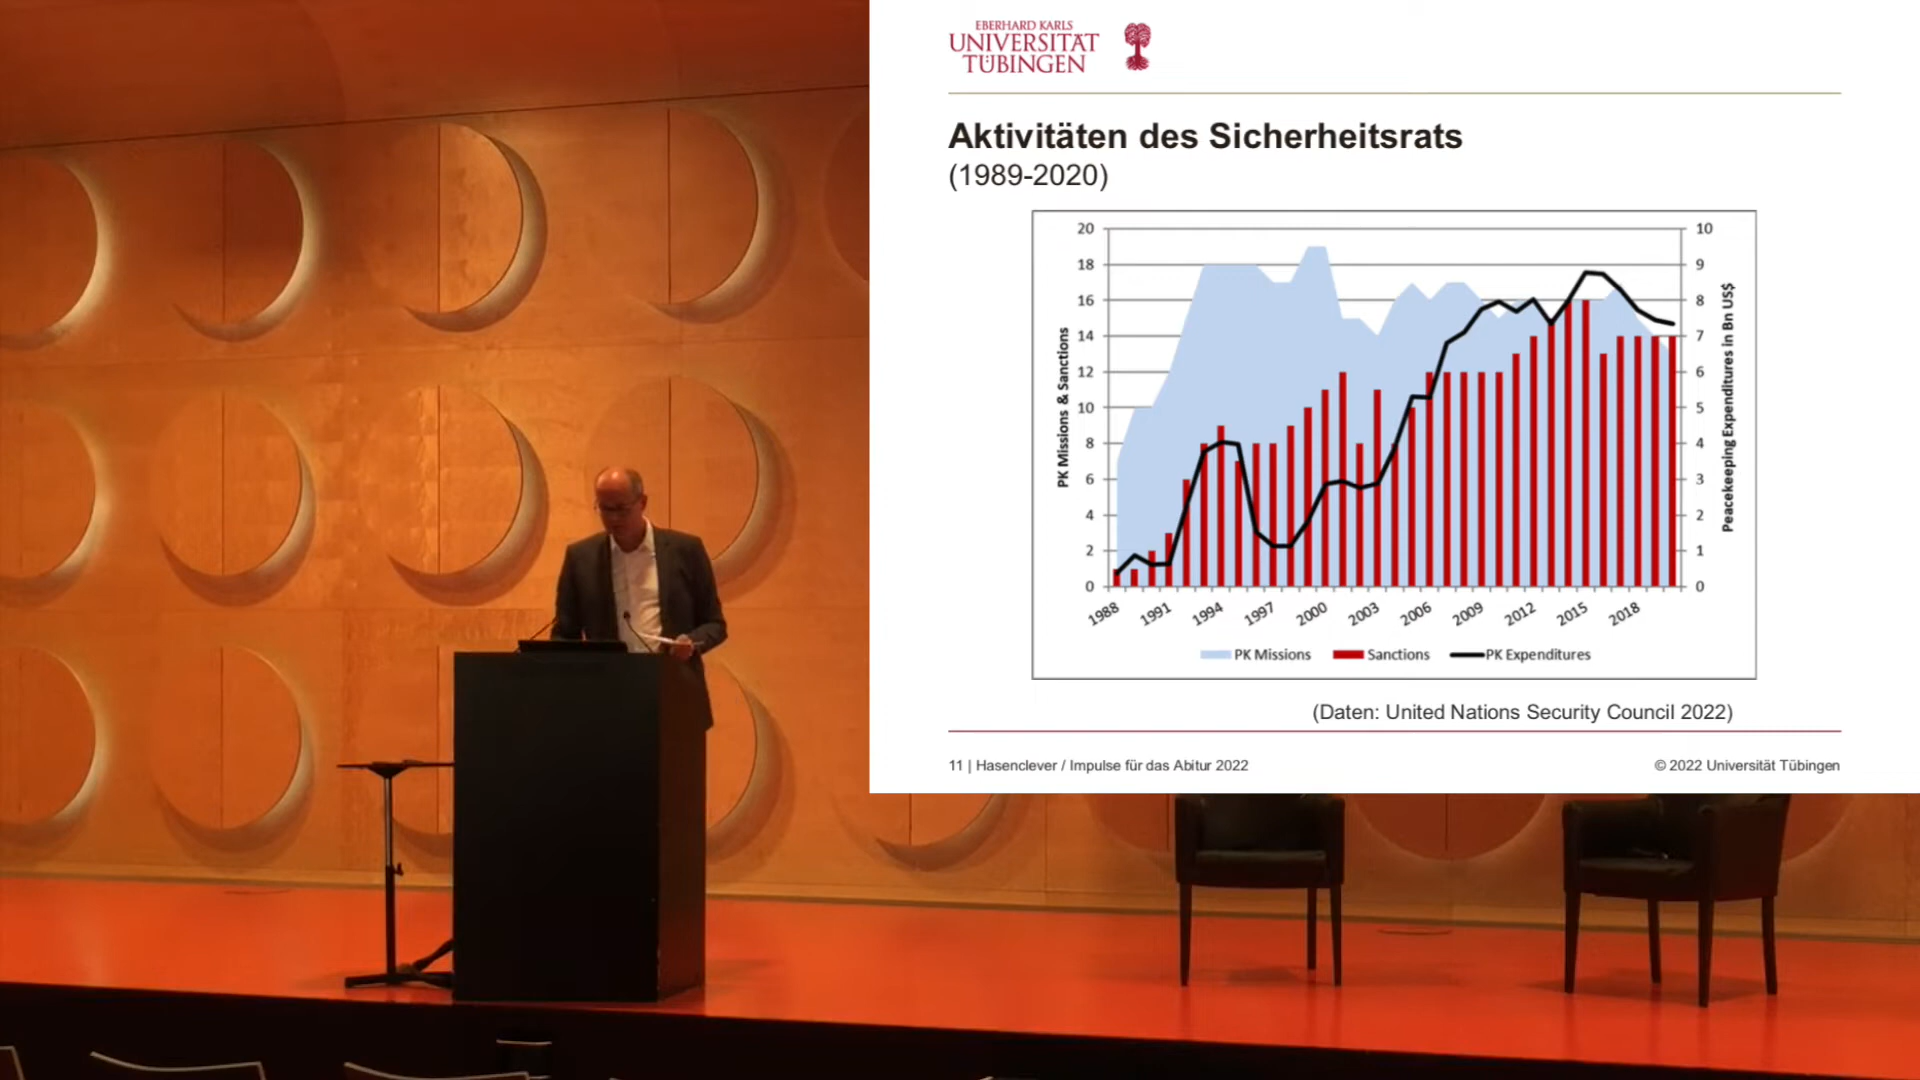 EBERHARD KARLS
UNIVERSITÄT
TÜBINGEN
Aktivitäten des Sicherheitsrats
(1989-2020)
20
18
16
14
12
10
8
6
4
2
0
PK Missions & Sanctions
10
9
8
7
6
5
4
3
2
1
0
Peacekeeping Expenditures in Bn US$
1988 1991 1994 1997 2000 2003 2006 2009 2012 2015 2018
PK Missions Sanctions PK Expenditures
(Daten: United Nations Security Council 2022)
11 | Hasenclever / Impulse für das Abitur 2022 © 2022 Universität Tübingen